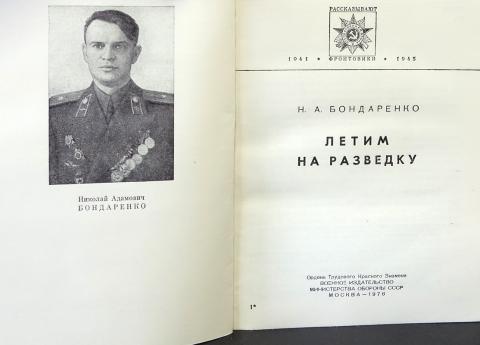 Николай Адамович
БОНДАРЕНКО
РАССКАЗЫВАЮТ
1941 • ФРОНТОВИКИ • 1945
Н. А. БОНДАРЕНКО
ЛЕТИМ
НА РАЗВЕДКУ
Ордена Трудового Красного Знамени
ВОЕННОЕ ИЗДАТЕЛЬСТВО
МИНИСТЕРСТВА ОБОРОНЫ СССР
МОСКВА — 1976
1*